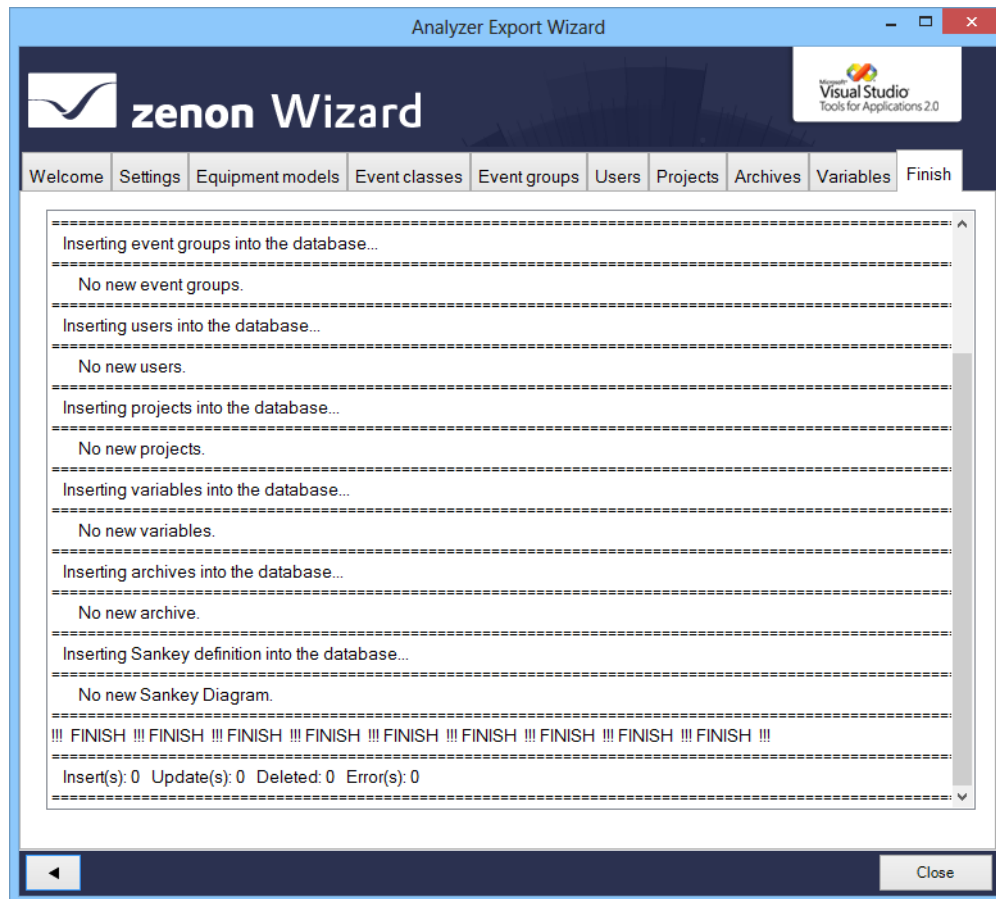 Analyzer Export Wizard
zenon Wizard
Microsoft
Visual Studio
Tools for Applications 2.0
Welcome Settings Equipment models Event classes Event groups Users Projects Archives Variables Finish
Inserting event groups into the database...
No new event groups.
Inserting users into the database...
No new users.
Inserting projects into the database...
No new projects.
Inserting variables into the database...
No new variables.
Inserting archives into the database...
No new archive.
Inserting Sankey definition into the database...
No new Sankey Diagram.
!!! FINISH !!! FINISH !!! FINISH !!! FINISH !!! FINISH !!! FINISH !!! FINISH !!! FINISH !!! FINISH !!!
Insert(s): 0 Update(s): 0 Deleted: 0 Error(s): 0
Close